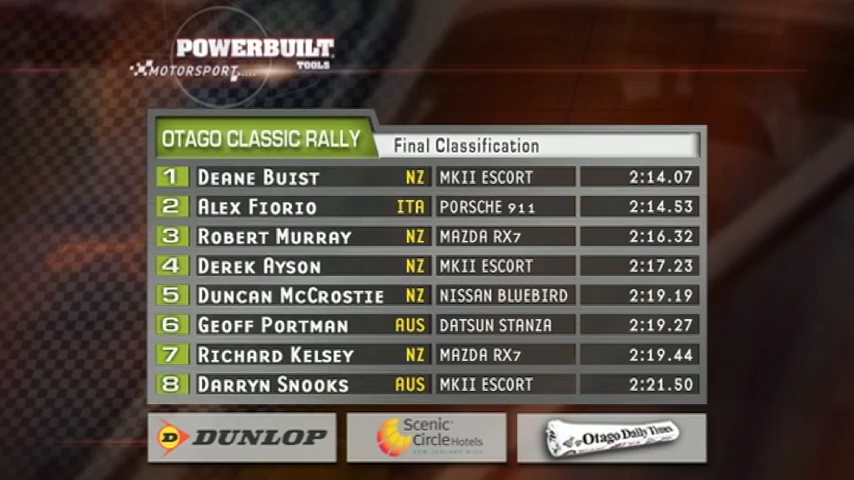 POWERBUILT
TOOLS
MOTORSPORT.....
OTAGO CLASSIC RALLY Final Classification
1 DEANE BUIST NZ MKII ESCORT 2:14.07
2 ALEX FIORIO ITA PORSCHE 911 2:14.53
3 ROBERT MURRAY NZ MAZDA RX7 2:16.32
4 DEREK AYSON NZ MKII ESCORT 2:17.23
5 DUNCAN MCCROSTIE NZ NISSAN BLUEBIRD 2:19.19
6 GEOFF PORTMAN AUS DATSUN STANZA 2:19.27
7 RICHARD KELSEY NZ MAZDA RX7 2:19.44
8 DARRYN SNOOKS AUS MKII ESCORT 2:21.50
D DUNLOP
Scenic
Circle Hotels
NEW ZEALAND WIDE
Otago Daily Times